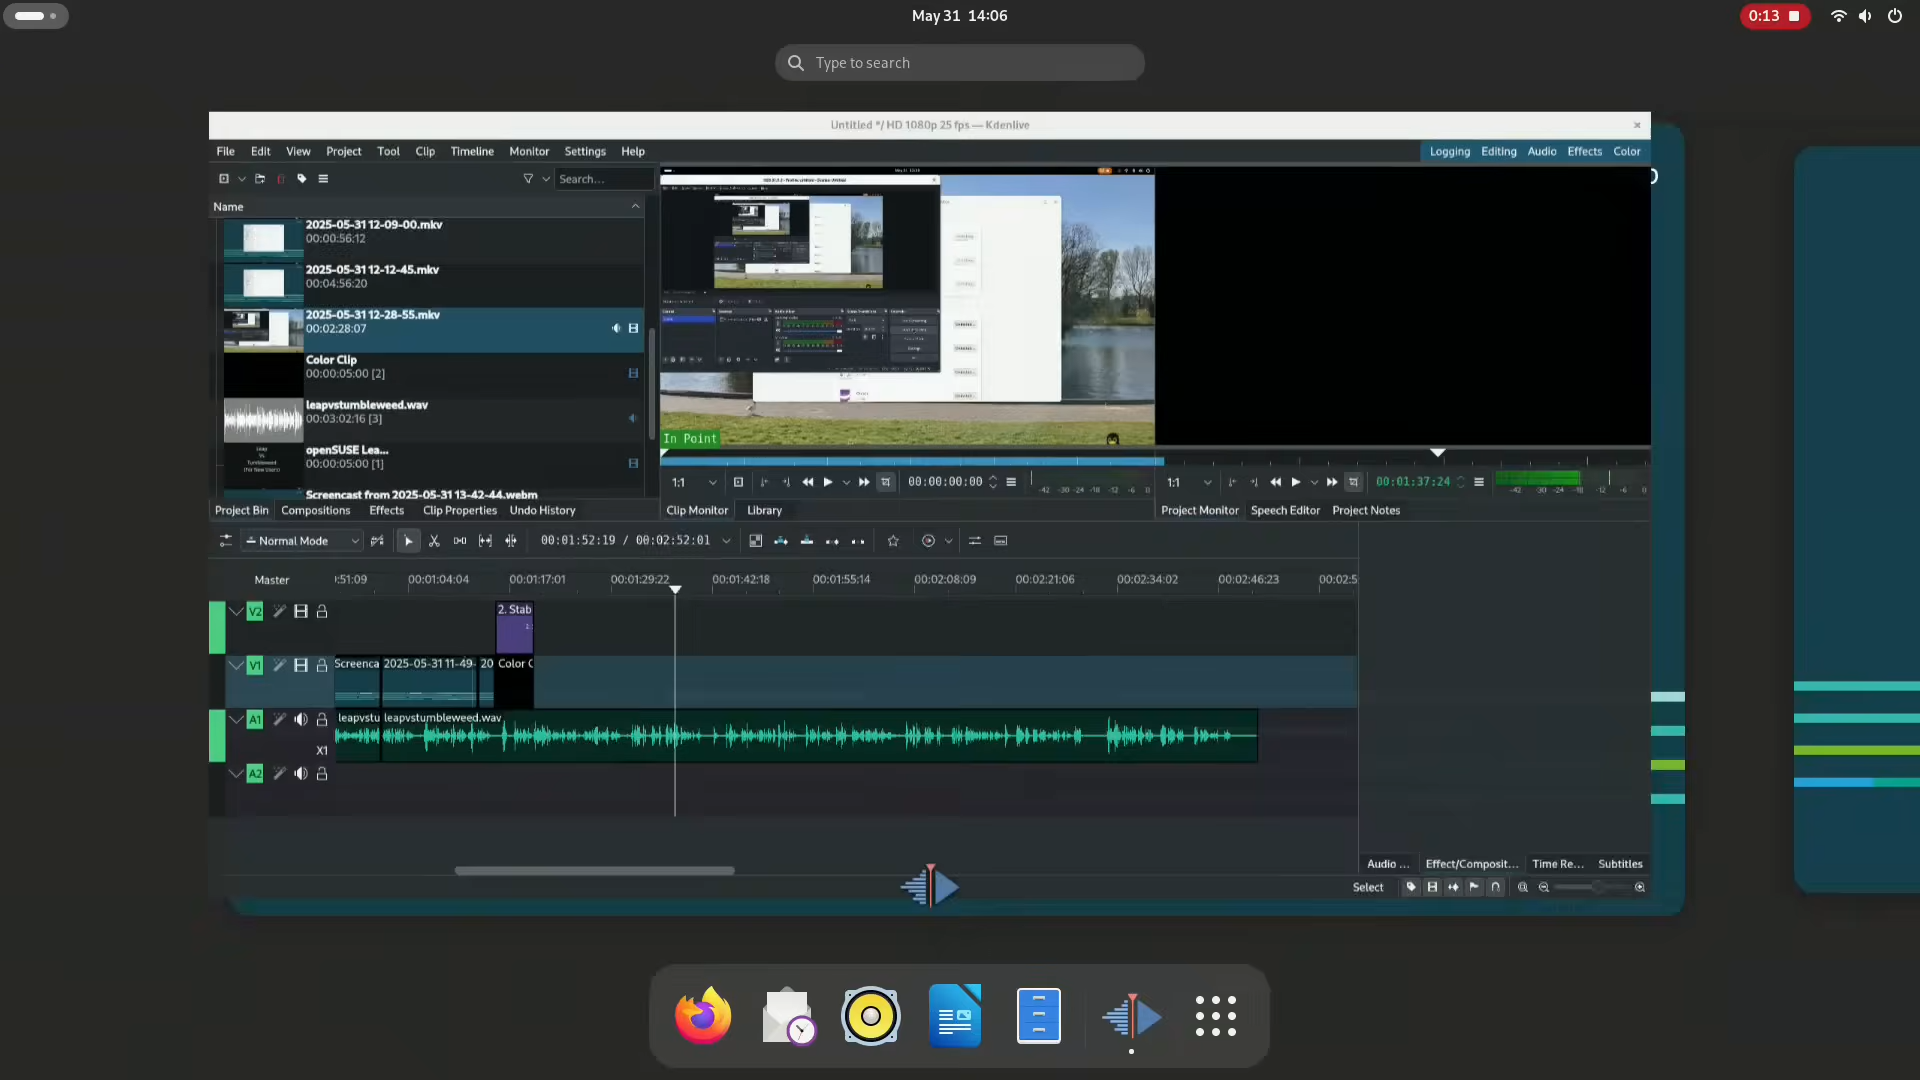 May 31 14:06
0:13
Type to search
Untitled */ HD 1080p 25 fps — Kdenlive
File Edit View Project Tool Clip Timeline Monitor Settings Help
Logging Editing Audio Effects Color
Search...
Name
2025-05-31 12-09-00.mkv
00:00:56:12
2025-05-31 12-12-45.mkv
00:04:56:20
2025-05-31 12-28-55.mkv
00:02:28:07
Color Clip
00:00:05:00 [2]
leapvstumbleweed.wav
00:03:02:16 [3]
openSUSE Lea...
00:00:05:00 [1]
Screencast from 2025-05-31 13-42-44.webm
In Point
1:1
00:00:00:00
-42 -30 -24 -18 -12 -6 0
1:1
00:01:37:24
-42 -30 -24 -18 -12 -6 0
Project Bin Compositions Effects Clip Properties Undo History
Clip Monitor Library
Project Monitor Speech Editor Project Notes
Normal Mode
00:01:52:19 / 00:02:52:01
Master
:51:09 00:01:04:04 00:01:17:01 00:01:29:22 00:01:42:18 00:01:55:14 00:02:08:09 00:02:21:06 00:02:34:02 00:02:46:23 00:02:5
V2
2. Stab
V1
Screenca 2025-05-31 11-49- 20 Color C
A1
leapvstu leapvstumbleweed.wav
X1
A2
Audio ... Effect/Composit... Time Re... Subtitles
Select